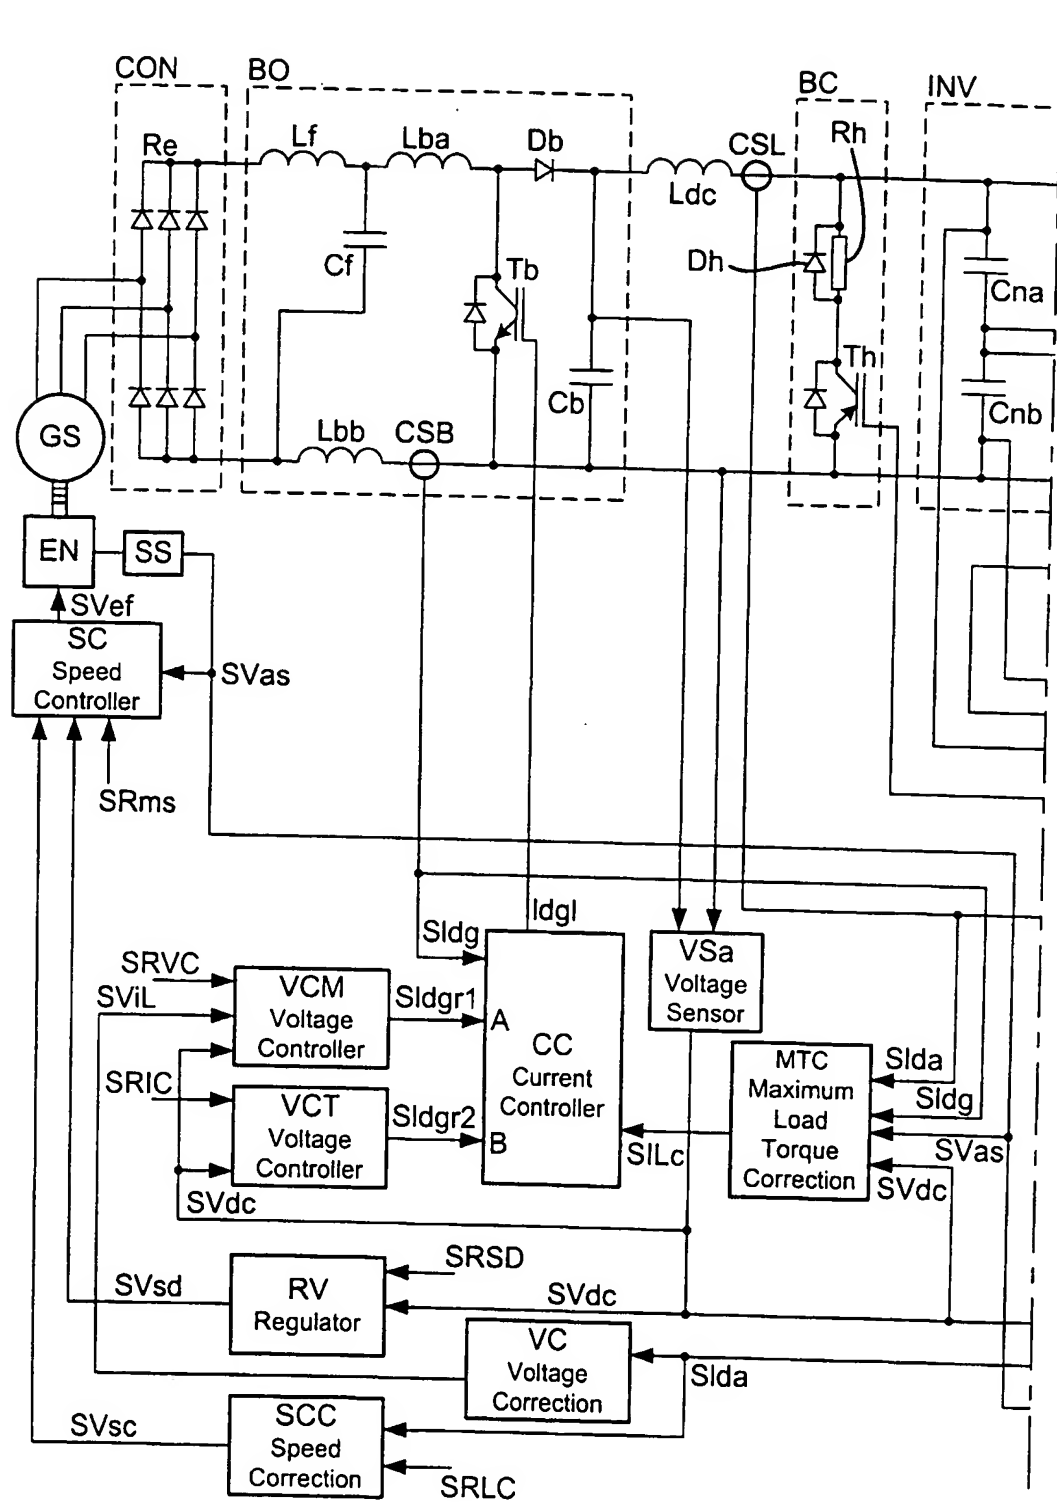 CON
BO
BC
INV
Re
Lf
Lba
Db
CSL
Rh
Ldc
Cf
Tb
Dh
Cna
Th
Cb
Cnb
GS
Lbb
CSB
EN
SS
SVef
SC
Speed
Controller
SVas
SRms
Idgl
SIdg
VSa
Voltage
Sensor
SRVC
SViL
VCM
Voltage
Controller
SIdgr1
A
CC
Current
Controller
SRIC
VCT
Voltage
Controller
SIdgr2
B
SILc
MTC
Maximum
Load
Torque
Correction
SIda
SIdg
SVas
SVdc
SVdc
SRSD
SVsd
RV
Regulator
SVdc
VC
Voltage
Correction
SIda
SVsc
SCC
Speed
Correction
SRLC